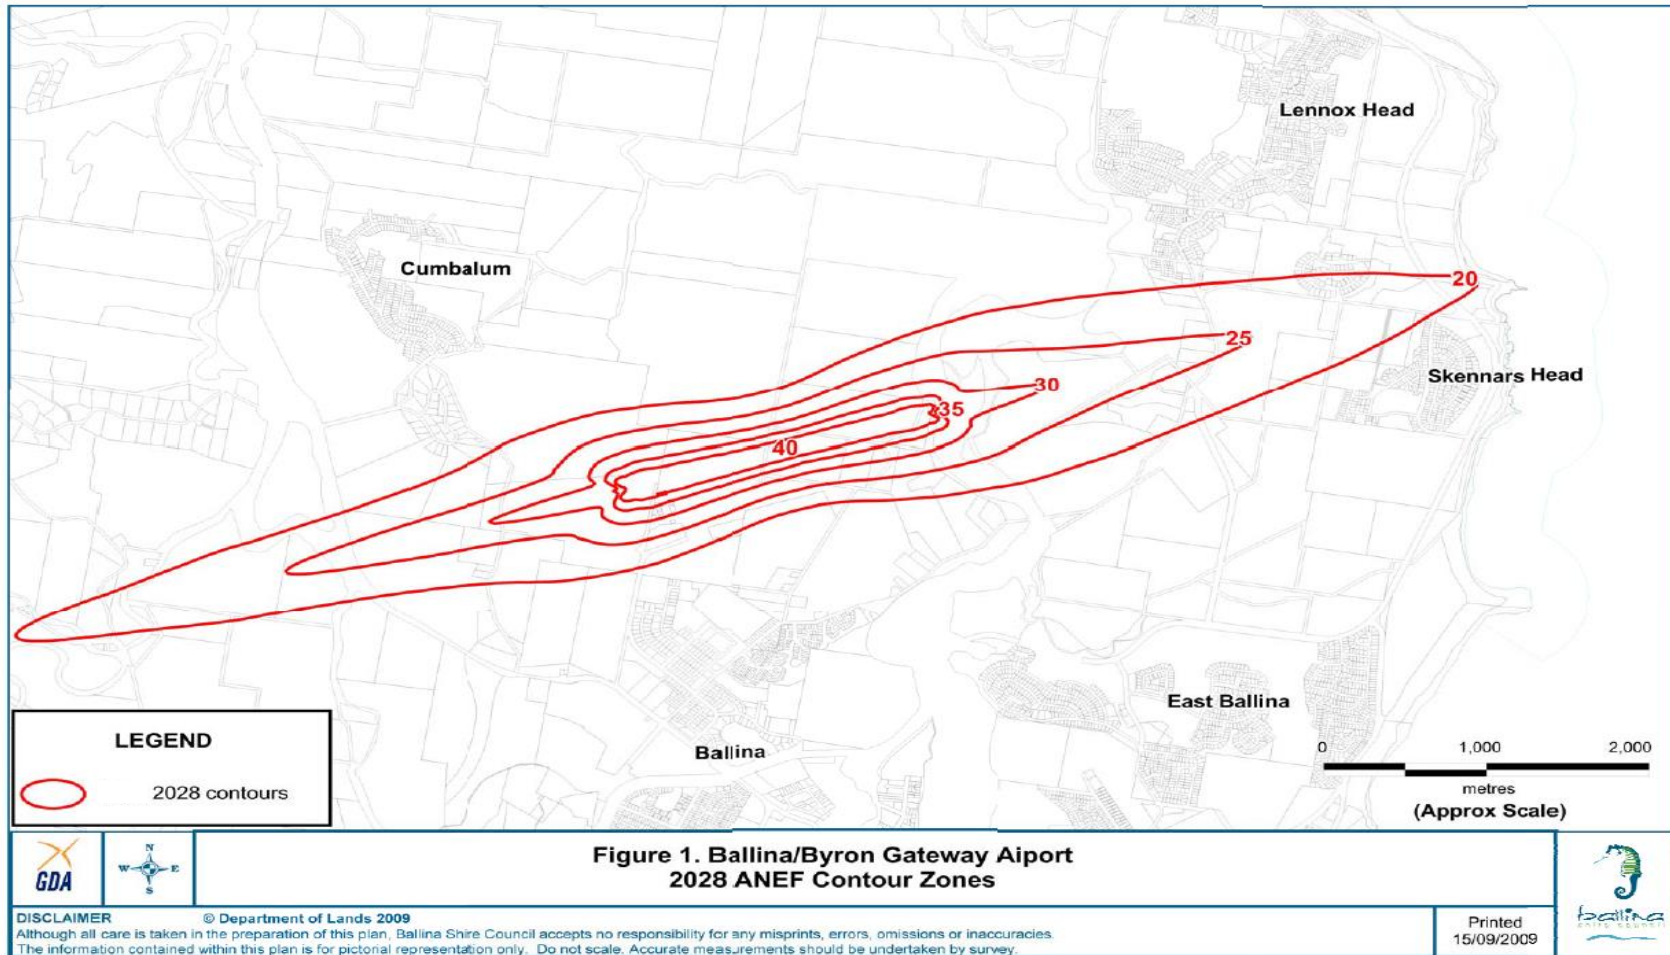 Lennox Head
Cumbalum
20
25
Skennars Head
30
35
40
East Ballina
Ballina
0 1,000 2,000
metres
(Approx Scale)
LEGEND
2028 contours
GDA
N
W E
S
Figure 1. Ballina/Byron Gateway Aiport
2028 ANEF Contour Zones
ballina
shire council
DISCLAIMER © Department of Lands 2009
Although all care is taken in the preparation of this plan, Ballina Shire Council accepts no responsibility for any misprints, errors, omissions or inaccuracies.
The information contained within this plan is for pictorial representation only. Do not scale. Accurate measurements should be undertaken by survey.
Printed
15/09/2009